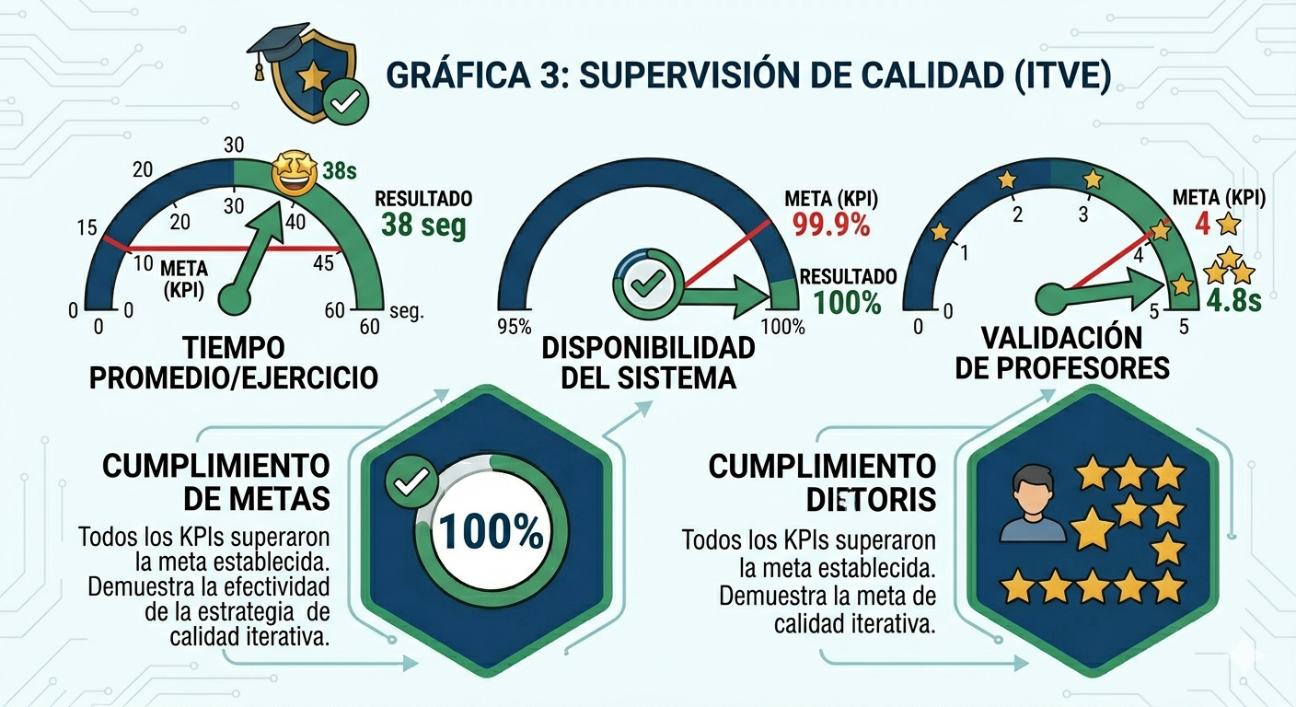 GRÁFICA 3: SUPERVISIÓN DE CALIDAD (ITVE)
30
20
15
0
0
0
10
20
30
40
45
60
60
seg.
38s
RESULTADO
38 seg
META
(KPI)
TIEMPO
PROMEDIO/EJERCICIO
95%
100%
META (KPI)
99.9%
RESULTADO
100%
DISPONIBILIDAD
DEL SISTEMA
0
0
1
2
3
4
5
5
META (KPI)
4
4.8s
VALIDACIÓN
DE PROFESORES
CUMPLIMIENTO
DE METAS
Todos los KPIs superaron
la meta establecida.
Demuestra la efectividad
de la estrategia de
calidad iterativa.
100%
CUMPLIMIENTO
Todos los KPIs superaron
la meta establecida.
Demuestra la meta de
calidad iterativa.